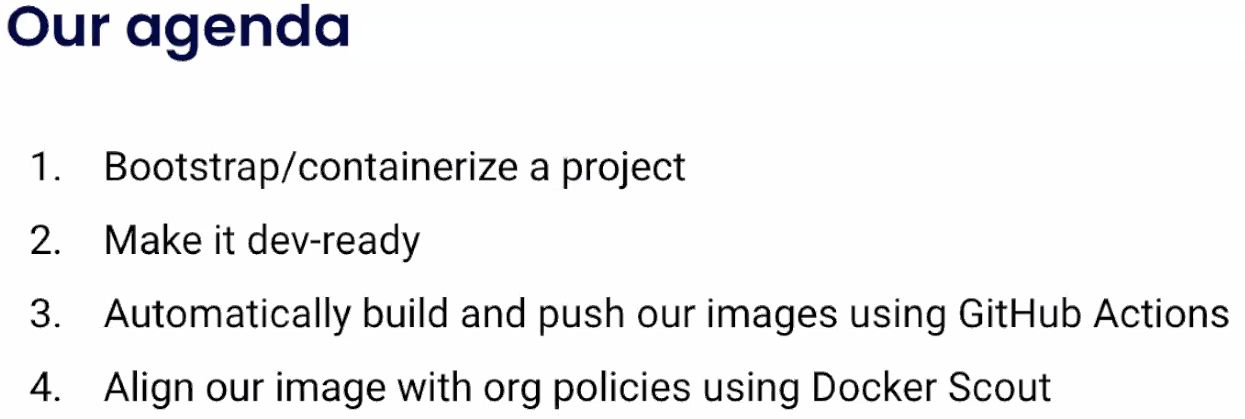 Our agenda
1. Bootstrap/containerize a project
2. Make it dev-ready
3. Automatically build and push our images using GitHub Actions
4. Align our image with org policies using Docker Scout